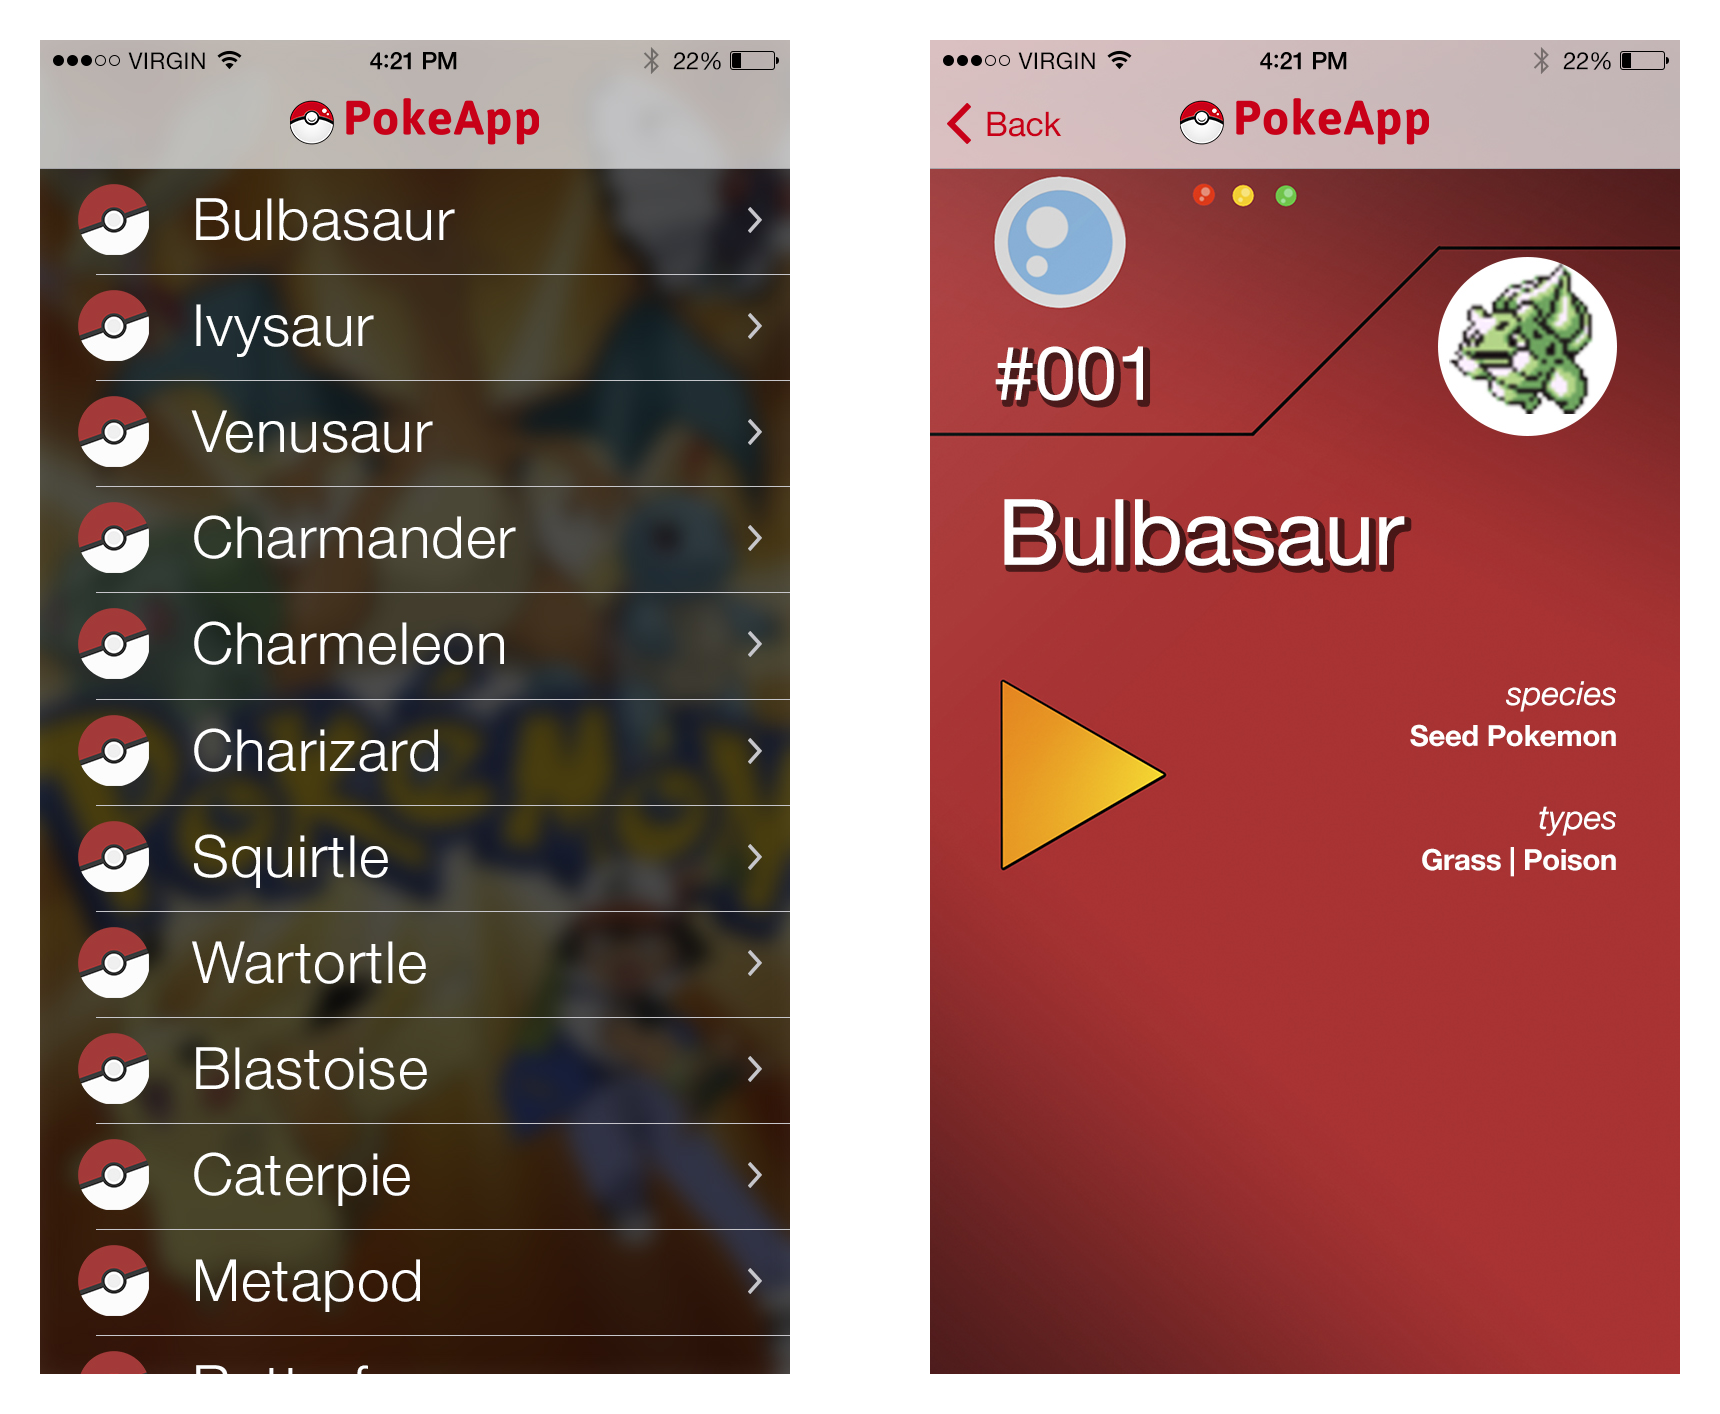 VIRGIN 4:21 PM 22%
PokeApp
Bulbasaur
Ivysaur
Venusaur
Charmander
Charmeleon
Charizard
Squirtle
Wartortle
Blastoise
Caterpie
Metapod
POKéMON
VIRGIN 4:21 PM 22%
Back PokeApp
#001
Bulbasaur
species
Seed Pokemon
types
Grass | Poison